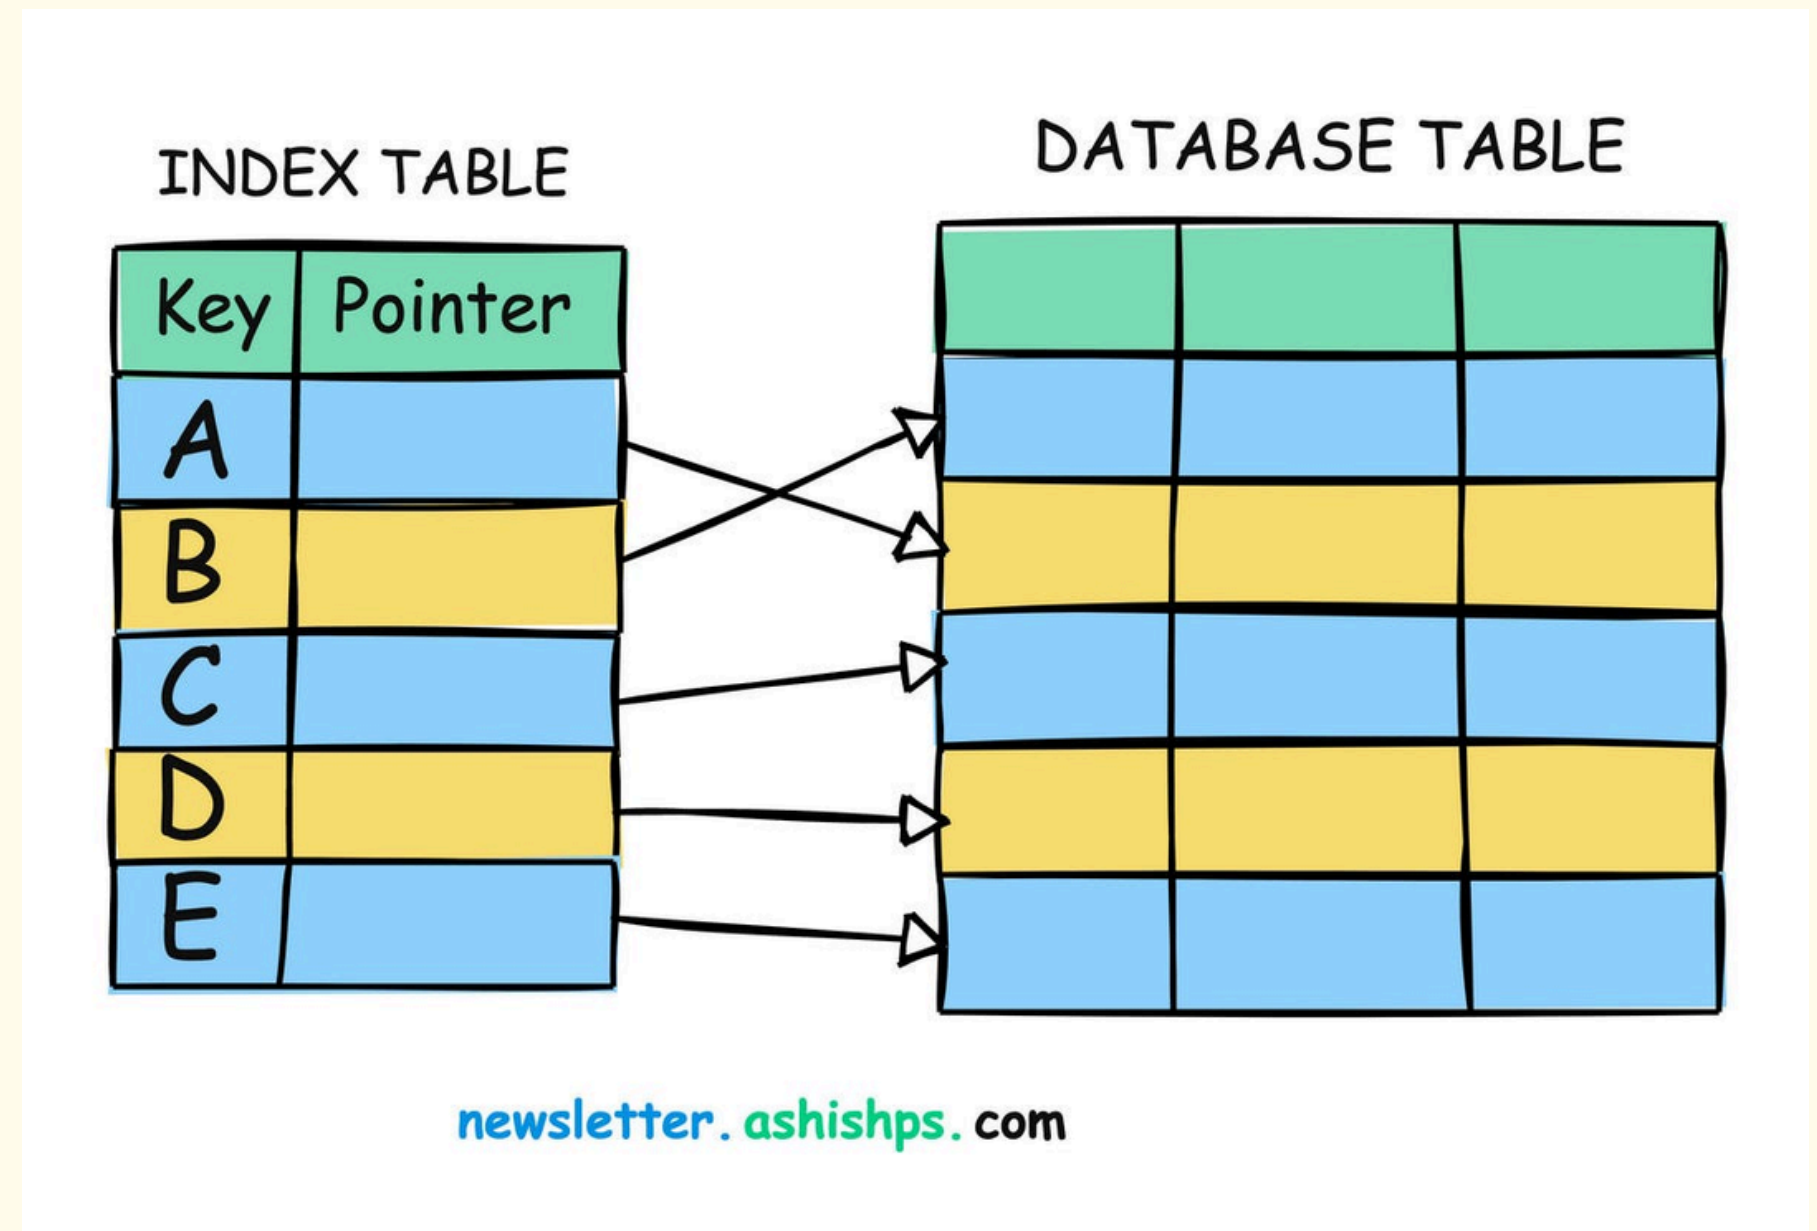 INDEX TABLE
DATABASE TABLE
Key Pointer
A
B
C
D
E
newsletter.ashishps.com